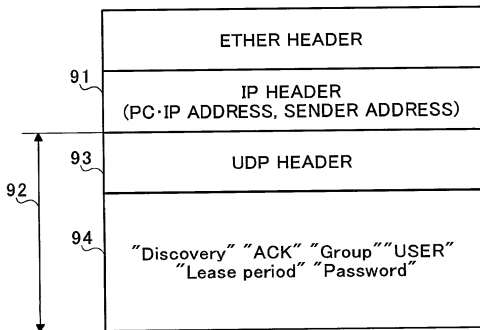 ETHER HEADER
91
IP HEADER
(PC·IP ADDRESS, SENDER ADDRESS)
93
UDP HEADER
92
94
"Discovery" "ACK" "Group""USER"
"Lease period" "Password"